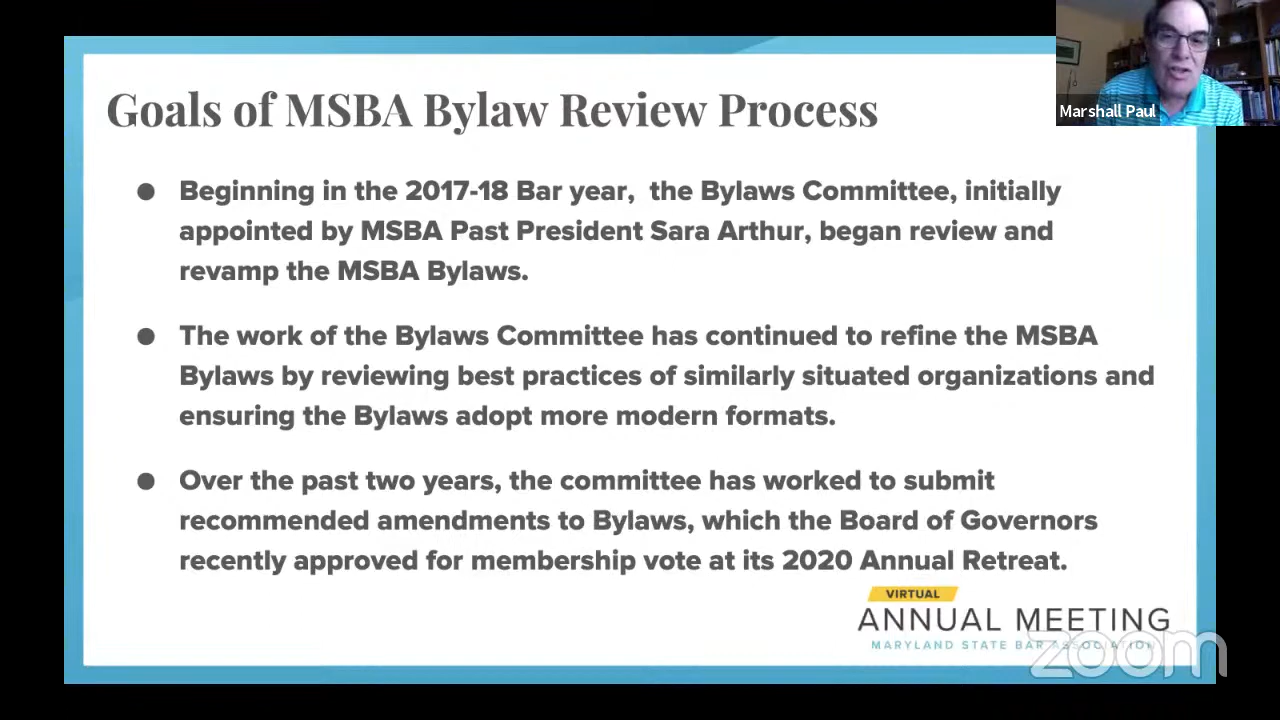 Marshall Paul
Goals of MSBA Bylaw Review Process
● Beginning in the 2017-18 Bar year,  the Bylaws Committee, initially
appointed by MSBA Past President Sara Arthur, began review and
revamp the MSBA Bylaws.
● The work of the Bylaws Committee has continued to refine the MSBA
Bylaws by reviewing best practices of similarly situated organizations and
ensuring the Bylaws adopt more modern formats.
● Over the past two years, the committee has worked to submit
recommended amendments to Bylaws, which the Board of Governors
recently approved for membership vote at its 2020 Annual Retreat.
VIRTUAL
ANNUAL MEETING
MARYLAND STATE BAR ASSOCIATION
zoom